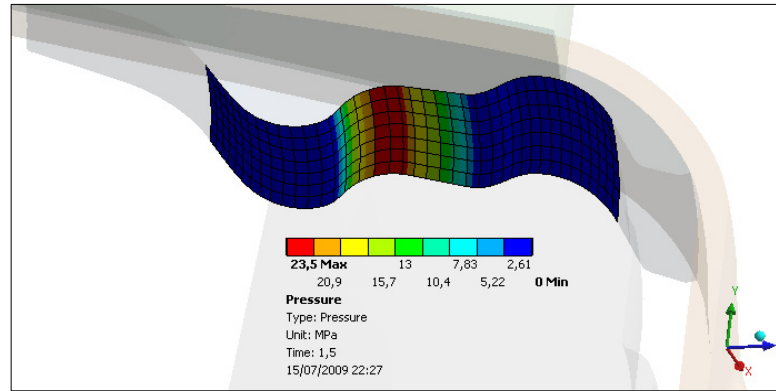 23,5 Max 13 7,83 2,61
20,9 15,7 10,4 5,22 0 Min
Pressure
Type: Pressure
Unit: MPa
Time: 1,5
15/07/2009 22:27
Y
X